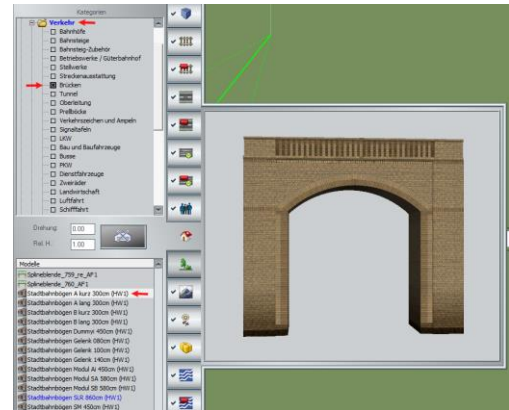 Kategorien
Verkehr
Bahnhöfe
Bahnsteige
Bahnsteig-Zubehör
Betriebswerke / Güterbahnhof
Stellwerke
Streckenausstattung
Brücken
Tunnel
Oberleitung
Prellböcke
Verkehrszeichen und Ampeln
Signaltafeln
LKW
Bau und Baufahrzeuge
Busse
PKW
Dienstfahrzeuge
Zweiräder
Landwirtschaft
Luftfahrt
Schifffahrt
Drehung: 0.00
Rel. H. 1.00
Modelle
Splineblende_759_re_AP1
Splineblende_760_AF1
Stadtbahnbögen A kurz 300cm (HW1)
Stadtbahnbögen A lang 300cm (HW1)
Stadtbahnbögen B kurz 300cm (HW1)
Stadtbahnbögen B lang 300cm (HW1)
Stadtbahnbögen Dummy 450cm (HW1)
Stadtbahnbögen Gelenk 080cm (HW1)
Stadtbahnbögen Gelenk 100cm (HW1)
Stadtbahnbögen Gelenk 140cm (HW1)
Stadtbahnbögen Modul Ai 450cm (HW1)
Stadtbahnbögen Modul SA 580cm (HW1)
Stadtbahnbögen Modul SB 580cm (HW1)
Stadtbahnbögen SLR 860cm (HW1)
Stadtbahnbögen SM 450cm (HW1)